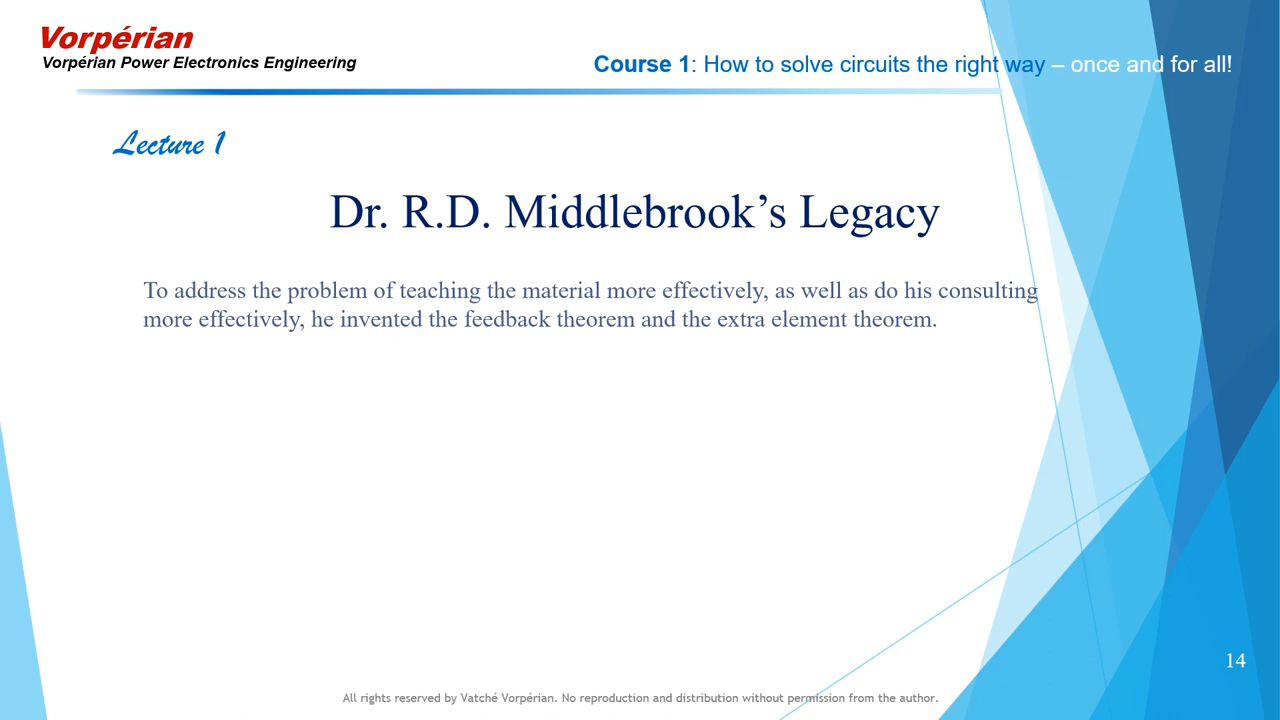 Vorpérian
Vorpérian Power Electronics Engineering
Course 1: How to solve circuits the right way – once and for all!
Lecture 1
Dr. R.D. Middlebrook’s Legacy
To address the problem of teaching the material more effectively, as well as do his consulting
more effectively, he invented the feedback theorem and the extra element theorem.
14
All rights reserved by Vatché Vorpérian. No reproduction and distribution without permission from the author.